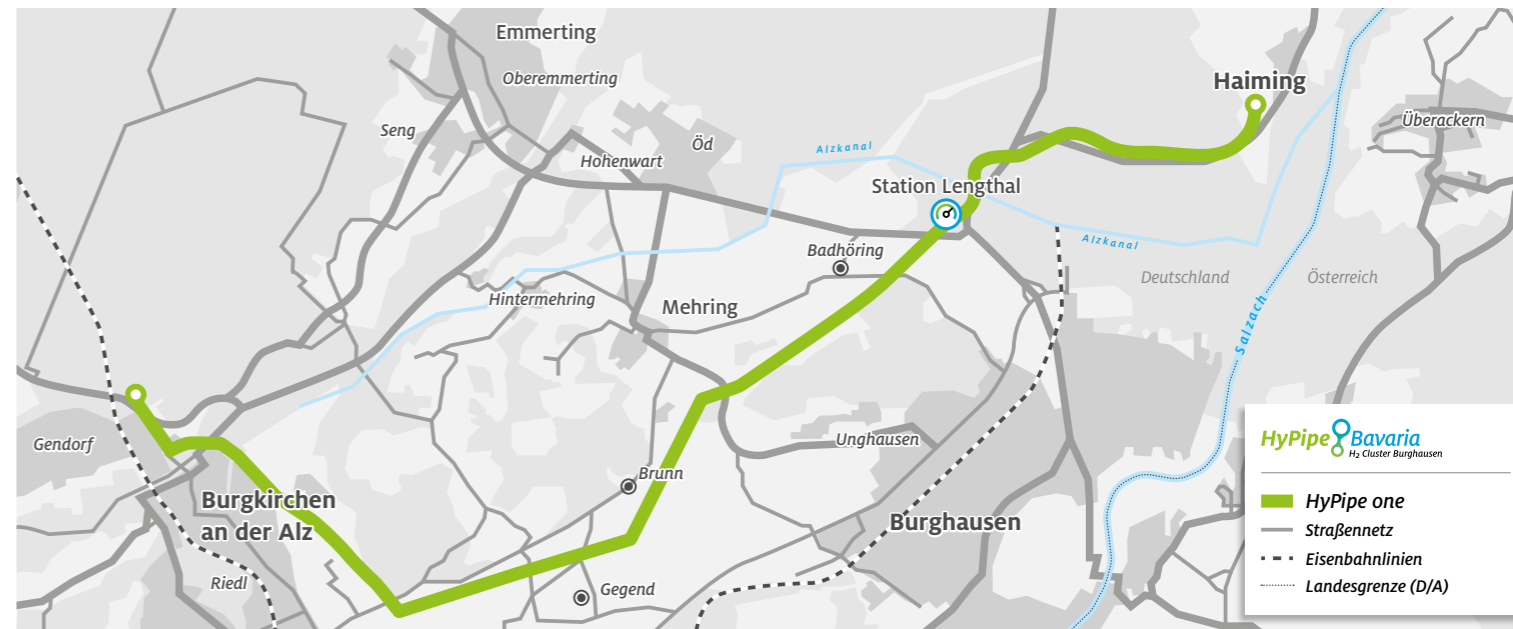 Emmerting
Oberemmerting
Haiming
Überackern
Seng
Öd
Hohenwart
Alzkanal
Station Lengthal
Alzkanal
Badhöring
Deutschland
Österreich
Hintermehring
Mehring
Salzach
Gendorf
Unghausen
Brunn
Burgkirchen
an der Alz
Burghausen
Riedl
Gegend
HyPipe Bavaria
H₂ Cluster Burghausen
HyPipe one
Straßennetz
Eisenbahnlinien
Landesgrenze (D/A)